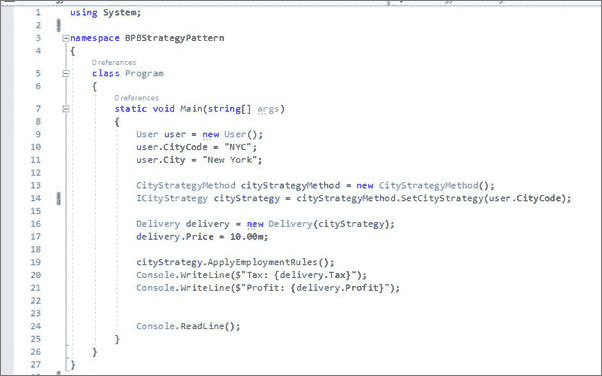 1 using System;
2
3 namespace BPBStrategyPattern
4 {
0 references
5 class Program
6 {
0 references
7 static void Main(string[] args)
8 {
9 User user = new User();
10 user.CityCode = "NYC";
11 user.City = "New York";
12
13 CityStrategyMethod cityStrategyMethod = new CityStrategyMethod();
14 ICityStrategy cityStrategy = cityStrategyMethod.SetCityStrategy(user.CityCode);
15
16 Delivery delivery = new Delivery(cityStrategy);
17 delivery.Price = 10.00m;
18
19 cityStrategy.ApplyEmploymentRules();
20 Console.WriteLine($"Tax: {delivery.Tax}");
21 Console.WriteLine($"Profit: {delivery.Profit}");
22
23
24 Console.ReadLine();
25 }
26 }
27 }